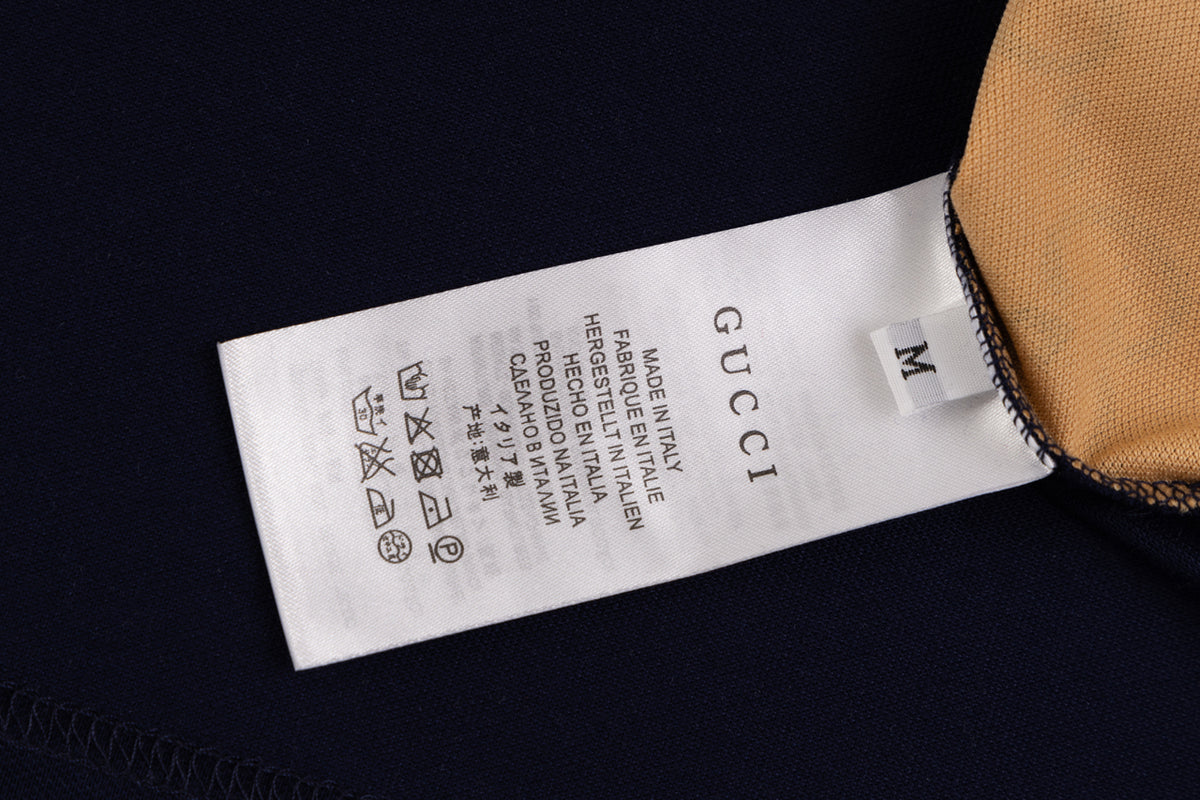 GUCCI
M
MADE IN ITALY
FABRIQUE EN ITALIE
HERGESTELLT IN ITALIEN
HECHO EN ITALIA
PRODUZIDO NA ITALIA
СДЕЛАНО В ИТАЛИИ
イタリア製
产地:意大利
P
30